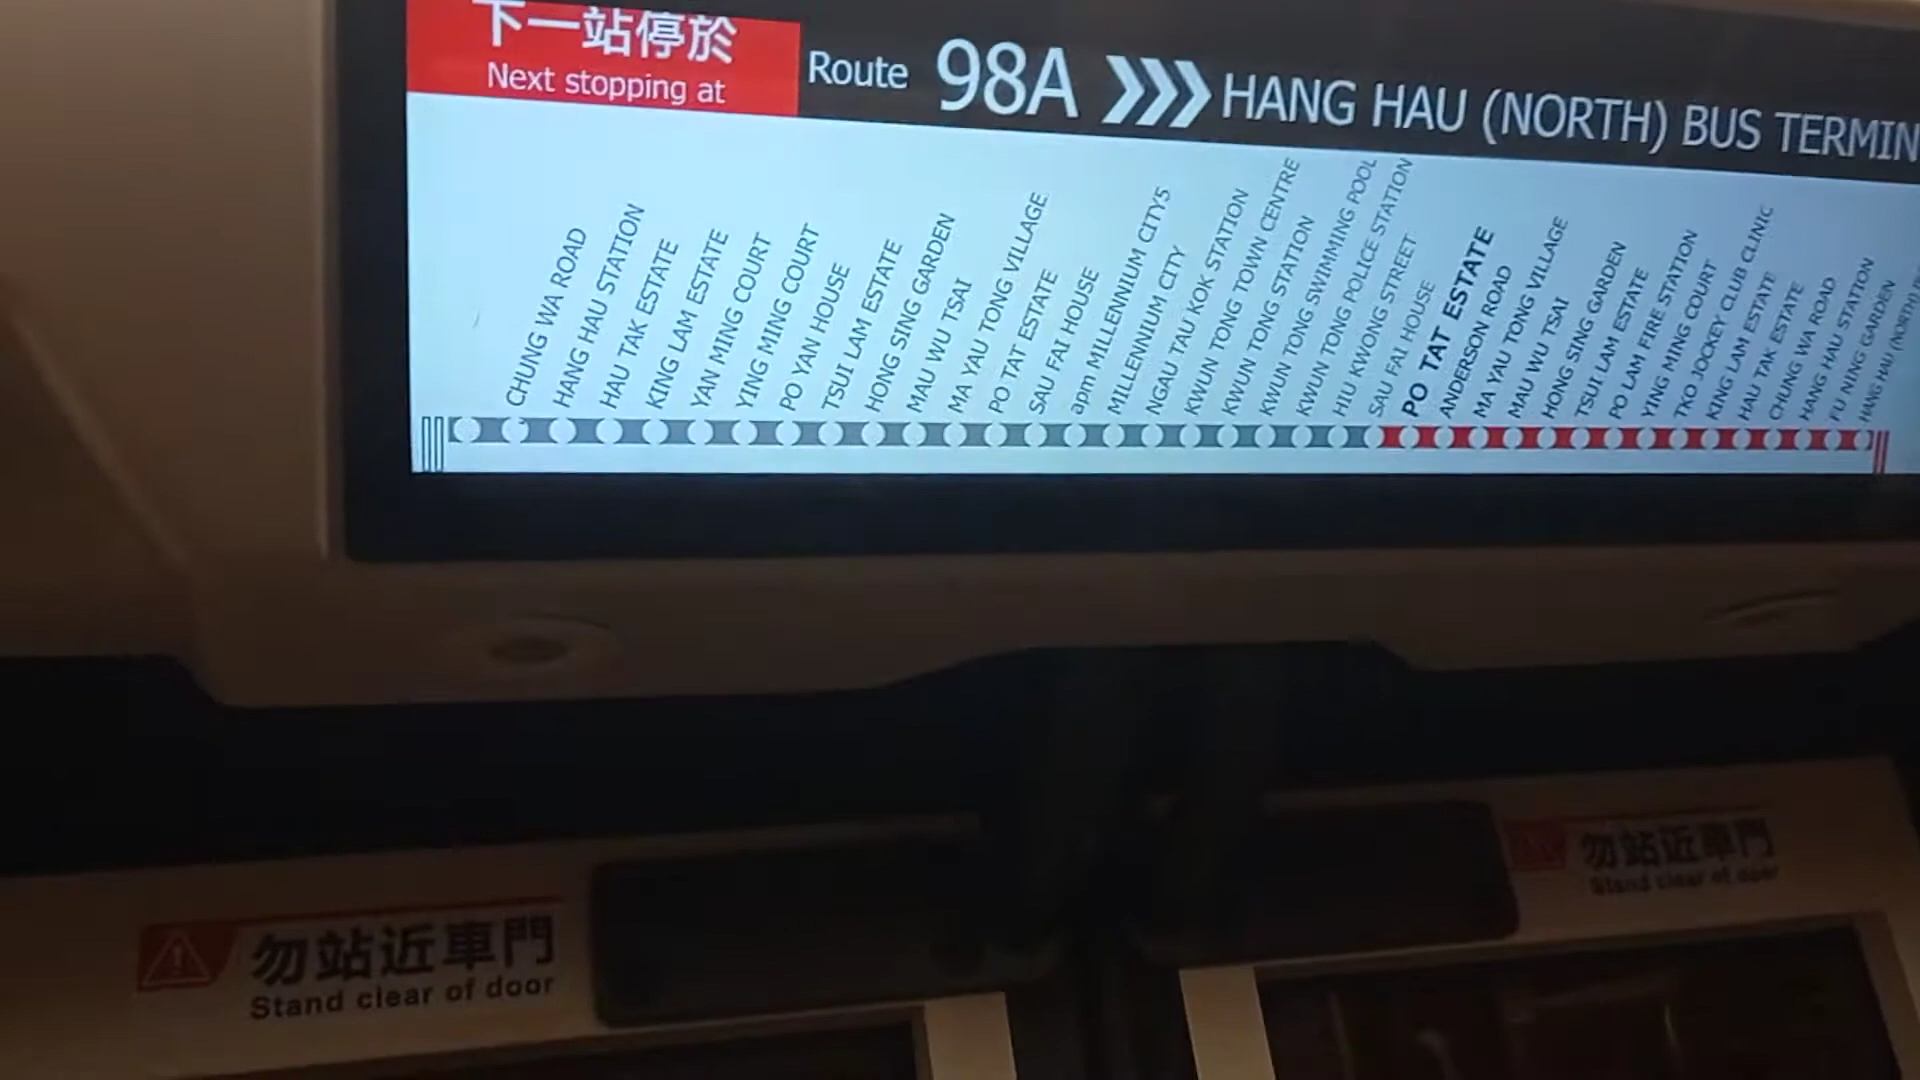 下一站停於
Next stopping at
Route 98A HANG HAU (NORTH) BUS TERMIN
CHUNG WA ROAD
HANG HAU STATION
HAU TAK ESTATE
KING LAM ESTATE
YAN MING COURT
YING MING COURT
PO YAN HOUSE
TSUI LAM ESTATE
HONG SING GARDEN
MAU WU TSAI
MA YAU TONG VILLAGE
PO TAT ESTATE
SAU FAI HOUSE
apm MILLENNIUM CITY5
MILLENNIUM CITY
NGAU TAU KOK STATION
KWUN TONG TOWN CENTRE
KWUN TONG STATION
KWUN TONG SWIMMING POOL
KWUN TONG POLICE STATION
HIU KWONG STREET
SAU FAI HOUSE
PO TAT ESTATE
ANDERSON ROAD
MA YAU TONG VILLAGE
MAU WU TSAI
HONG SING GARDEN
TSUI LAM ESTATE
PO LAM FIRE STATION
YING MING COURT
TKO JOCKEY CLUB CLINIC
KING LAM ESTATE
HAU TAK ESTATE
CHUNG WA ROAD
HANG HAU STATION
FU NING GARDEN
HANG HAU (NORTH)
勿站近車門
Stand clear of door
勿站近車門
Stand clear of door